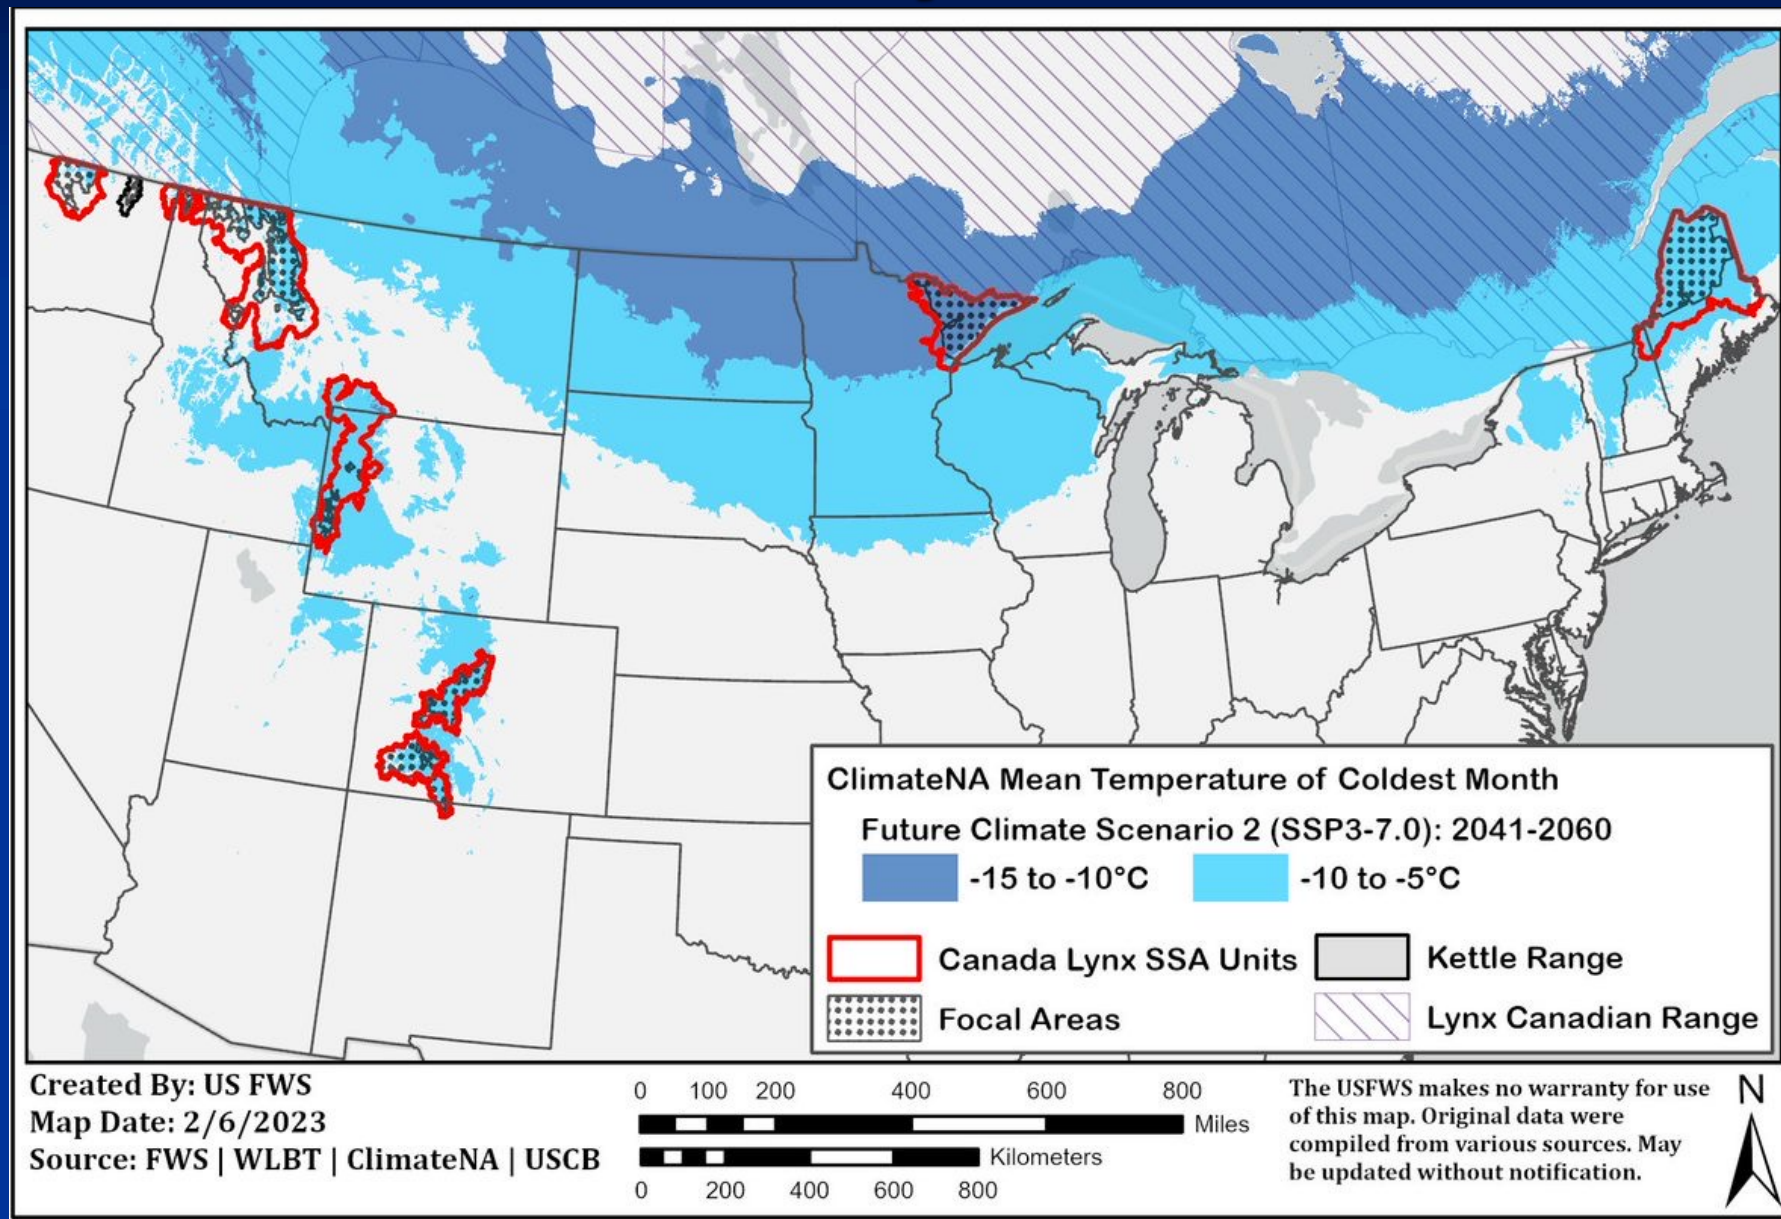 ClimateNA Mean Temperature of Coldest Month
Future Climate Scenario 2 (SSP3-7.0): 2041-2060
-15 to -10°C
-10 to -5°C
Canada Lynx SSA Units
Kettle Range
Focal Areas
Lynx Canadian Range
Created By: US FWS
Map Date: 2/6/2023
Source: FWS | WLBT | ClimateNA | USCB
0 100 200 400 600 800
Miles
Kilometers
0 200 400 600 800
The USFWS makes no warranty for use
of this map. Original data were
compiled from various sources. May
be updated without notification.
N